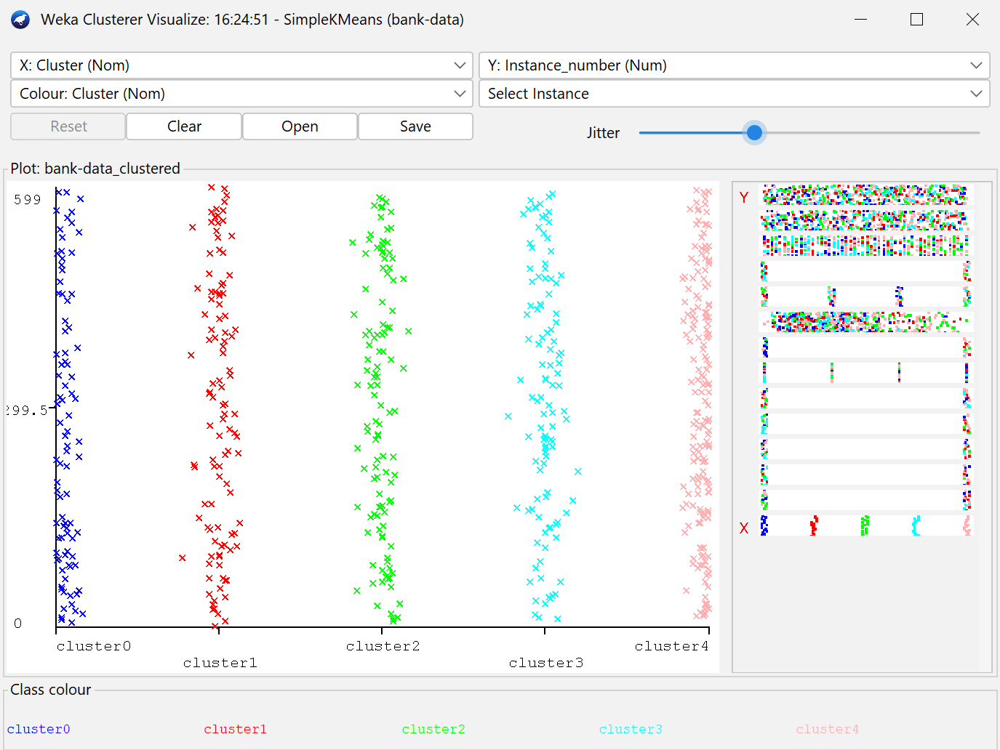 Weka Clusterer Visualize: 16:24:51 - SimpleKMeans (bank-data)
X: Cluster (Nom)
Y: Instance_number (Num)
Colour: Cluster (Nom)
Select Instance
Reset
Clear
Open
Save
Jitter
Plot: bank-data_clustered
599
299.5
0
cluster0
cluster1
cluster2
cluster3
cluster4
Y
X
Class colour
cluster0
cluster1
cluster2
cluster3
cluster4